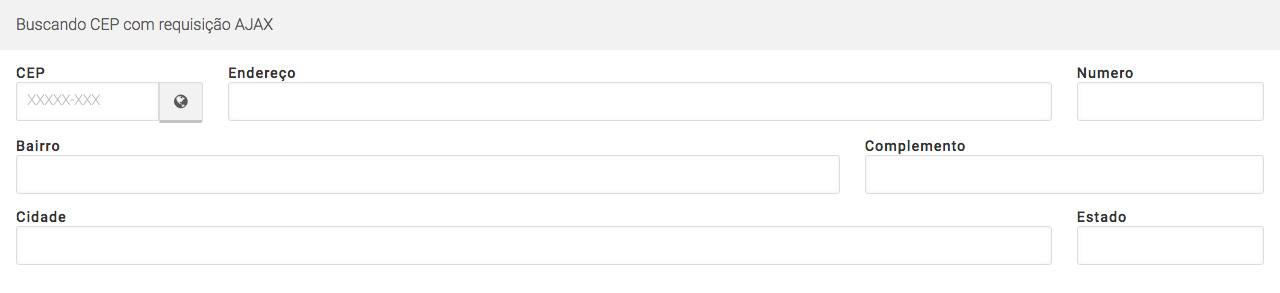 Buscando CEP com requisição AJAX
CEP Endereço Numero
XXXXX-XXX
Bairro Complemento
Cidade Estado